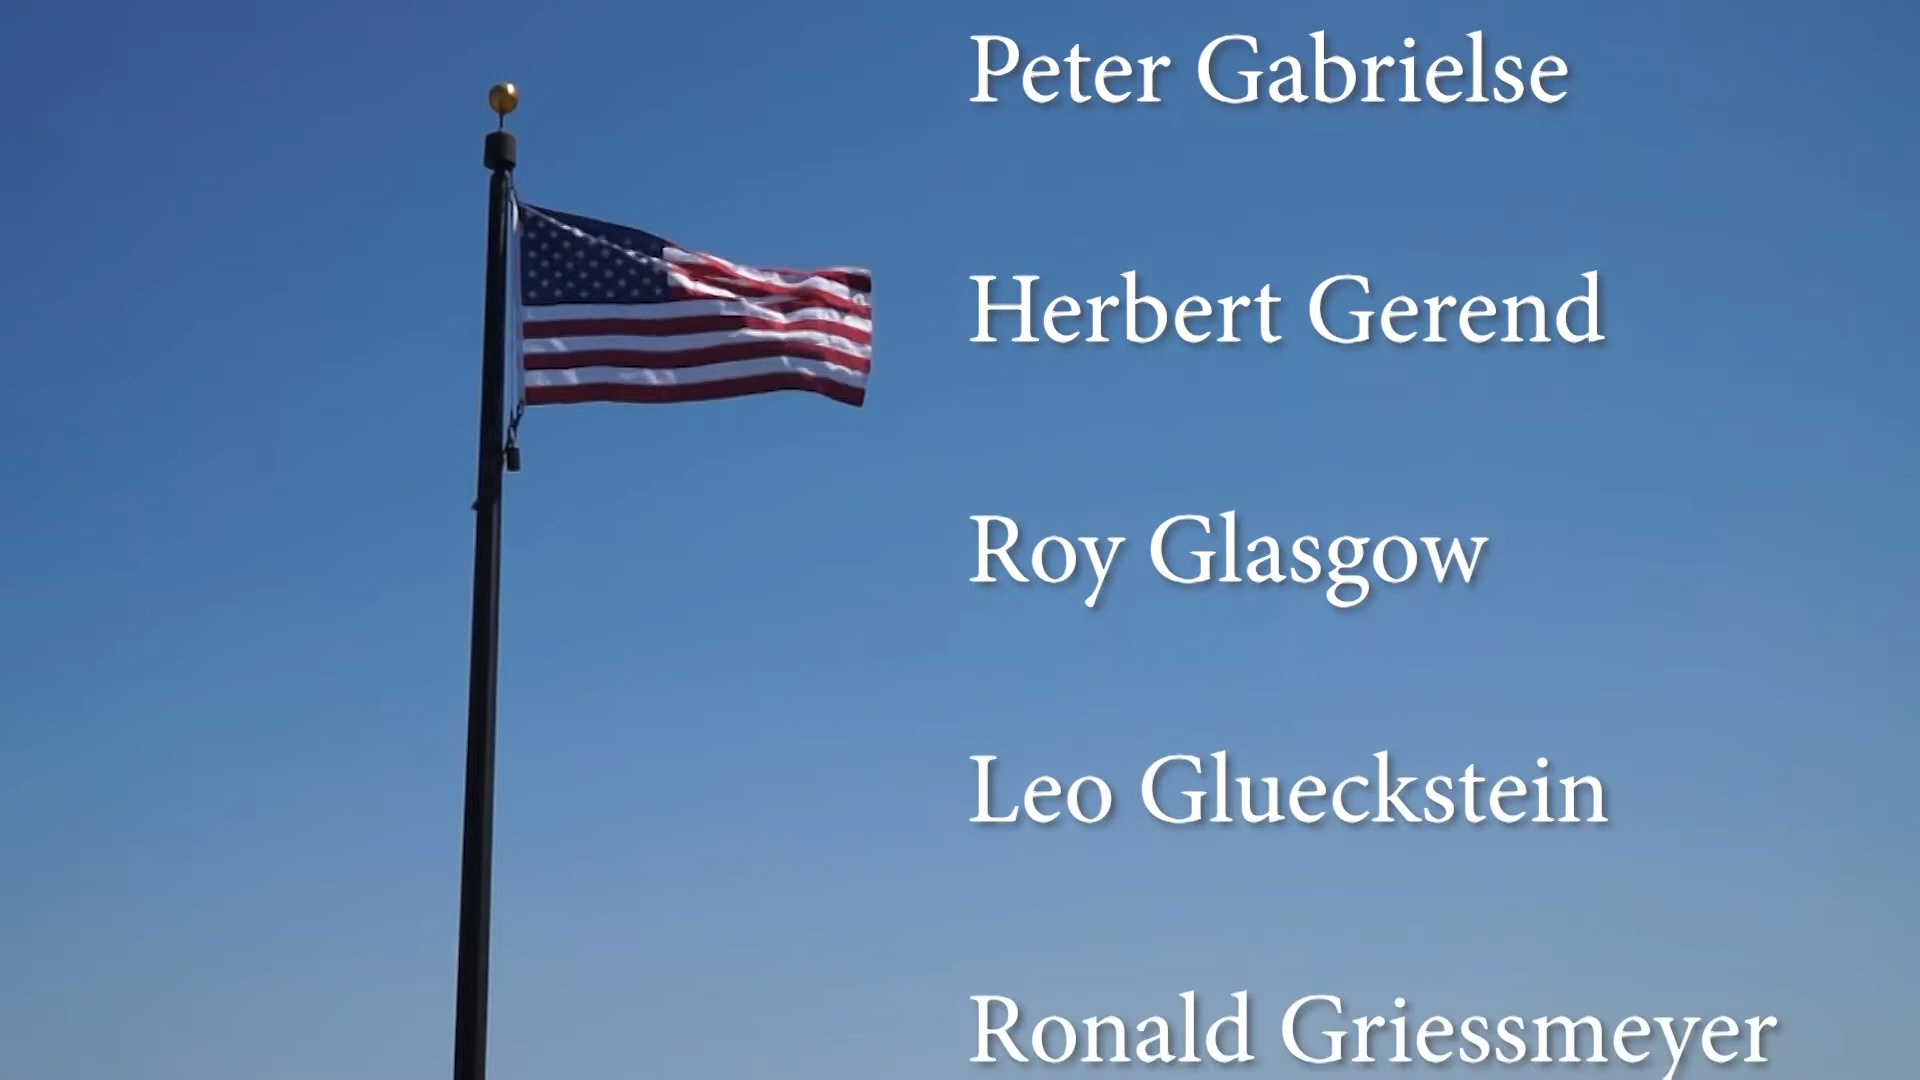 Peter Gabrielse
Herbert Gerend
Roy Glasgow
Leo Glueckstein
Ronald Griessmeyer